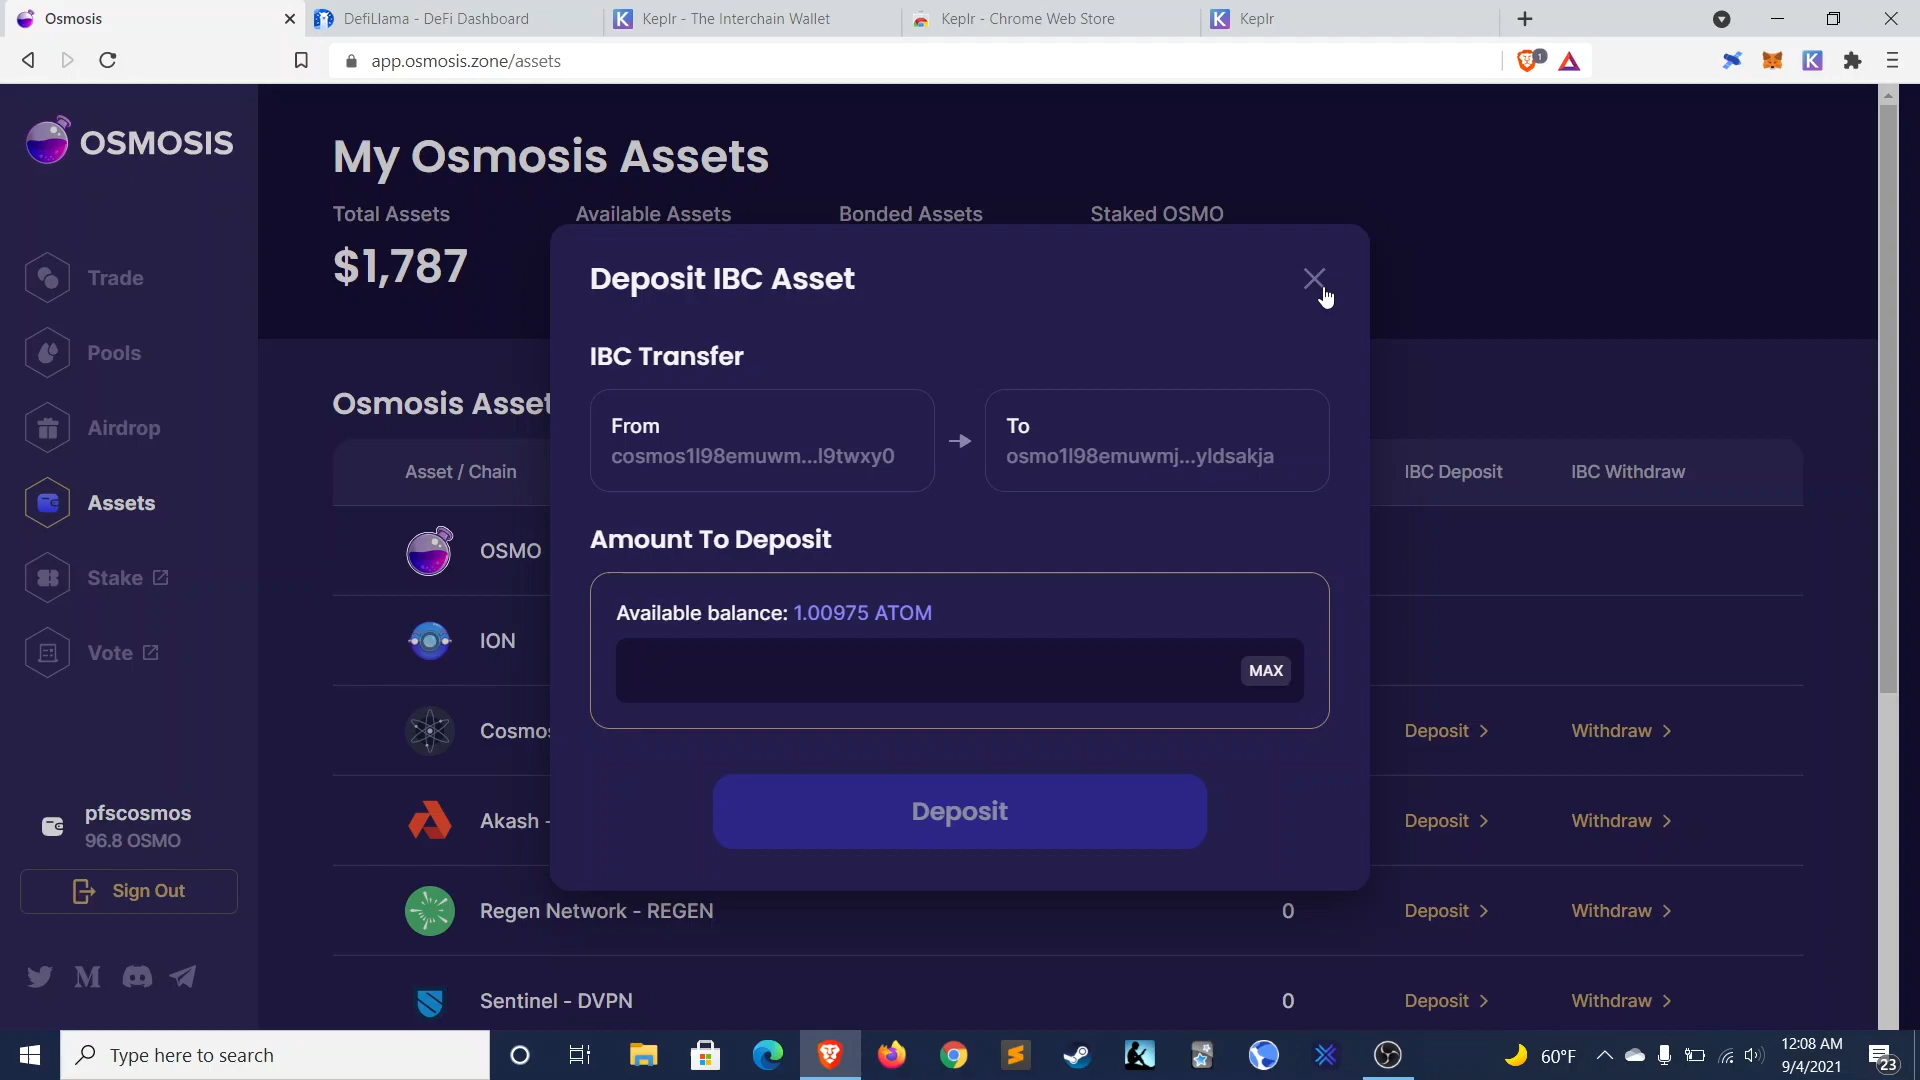 Osmosis
DefiLlama - DeFi Dashboard
Keplr - The Interchain Wallet
Keplr - Chrome Web Store
Keplr
app.osmosis.zone/assets
1
OSMOSIS
Trade
Pools
Airdrop
Assets
Stake
Vote
pfscosmos
96.8 OSMO
Sign Out
My Osmosis Assets
Total Assets
Available Assets
Bonded Assets
Staked OSMO
$1,787
Osmosis Asset
Asset / Chain
IBC Deposit
IBC Withdraw
OSMO
ION
Cosmos
Deposit >
Withdraw >
Akash -
Deposit >
Withdraw >
Regen Network - REGEN
0
Deposit >
Withdraw >
Sentinel - DVPN
0
Deposit >
Withdraw >
Deposit IBC Asset
IBC Transfer
From
cosmos1l98emuwm...l9twxy0
To
osmo1l98emuwmj...yldsakja
Amount To Deposit
Available balance: 1.00975 ATOM
MAX
Deposit
Type here to search
60°F
12:08 AM
9/4/2021
23